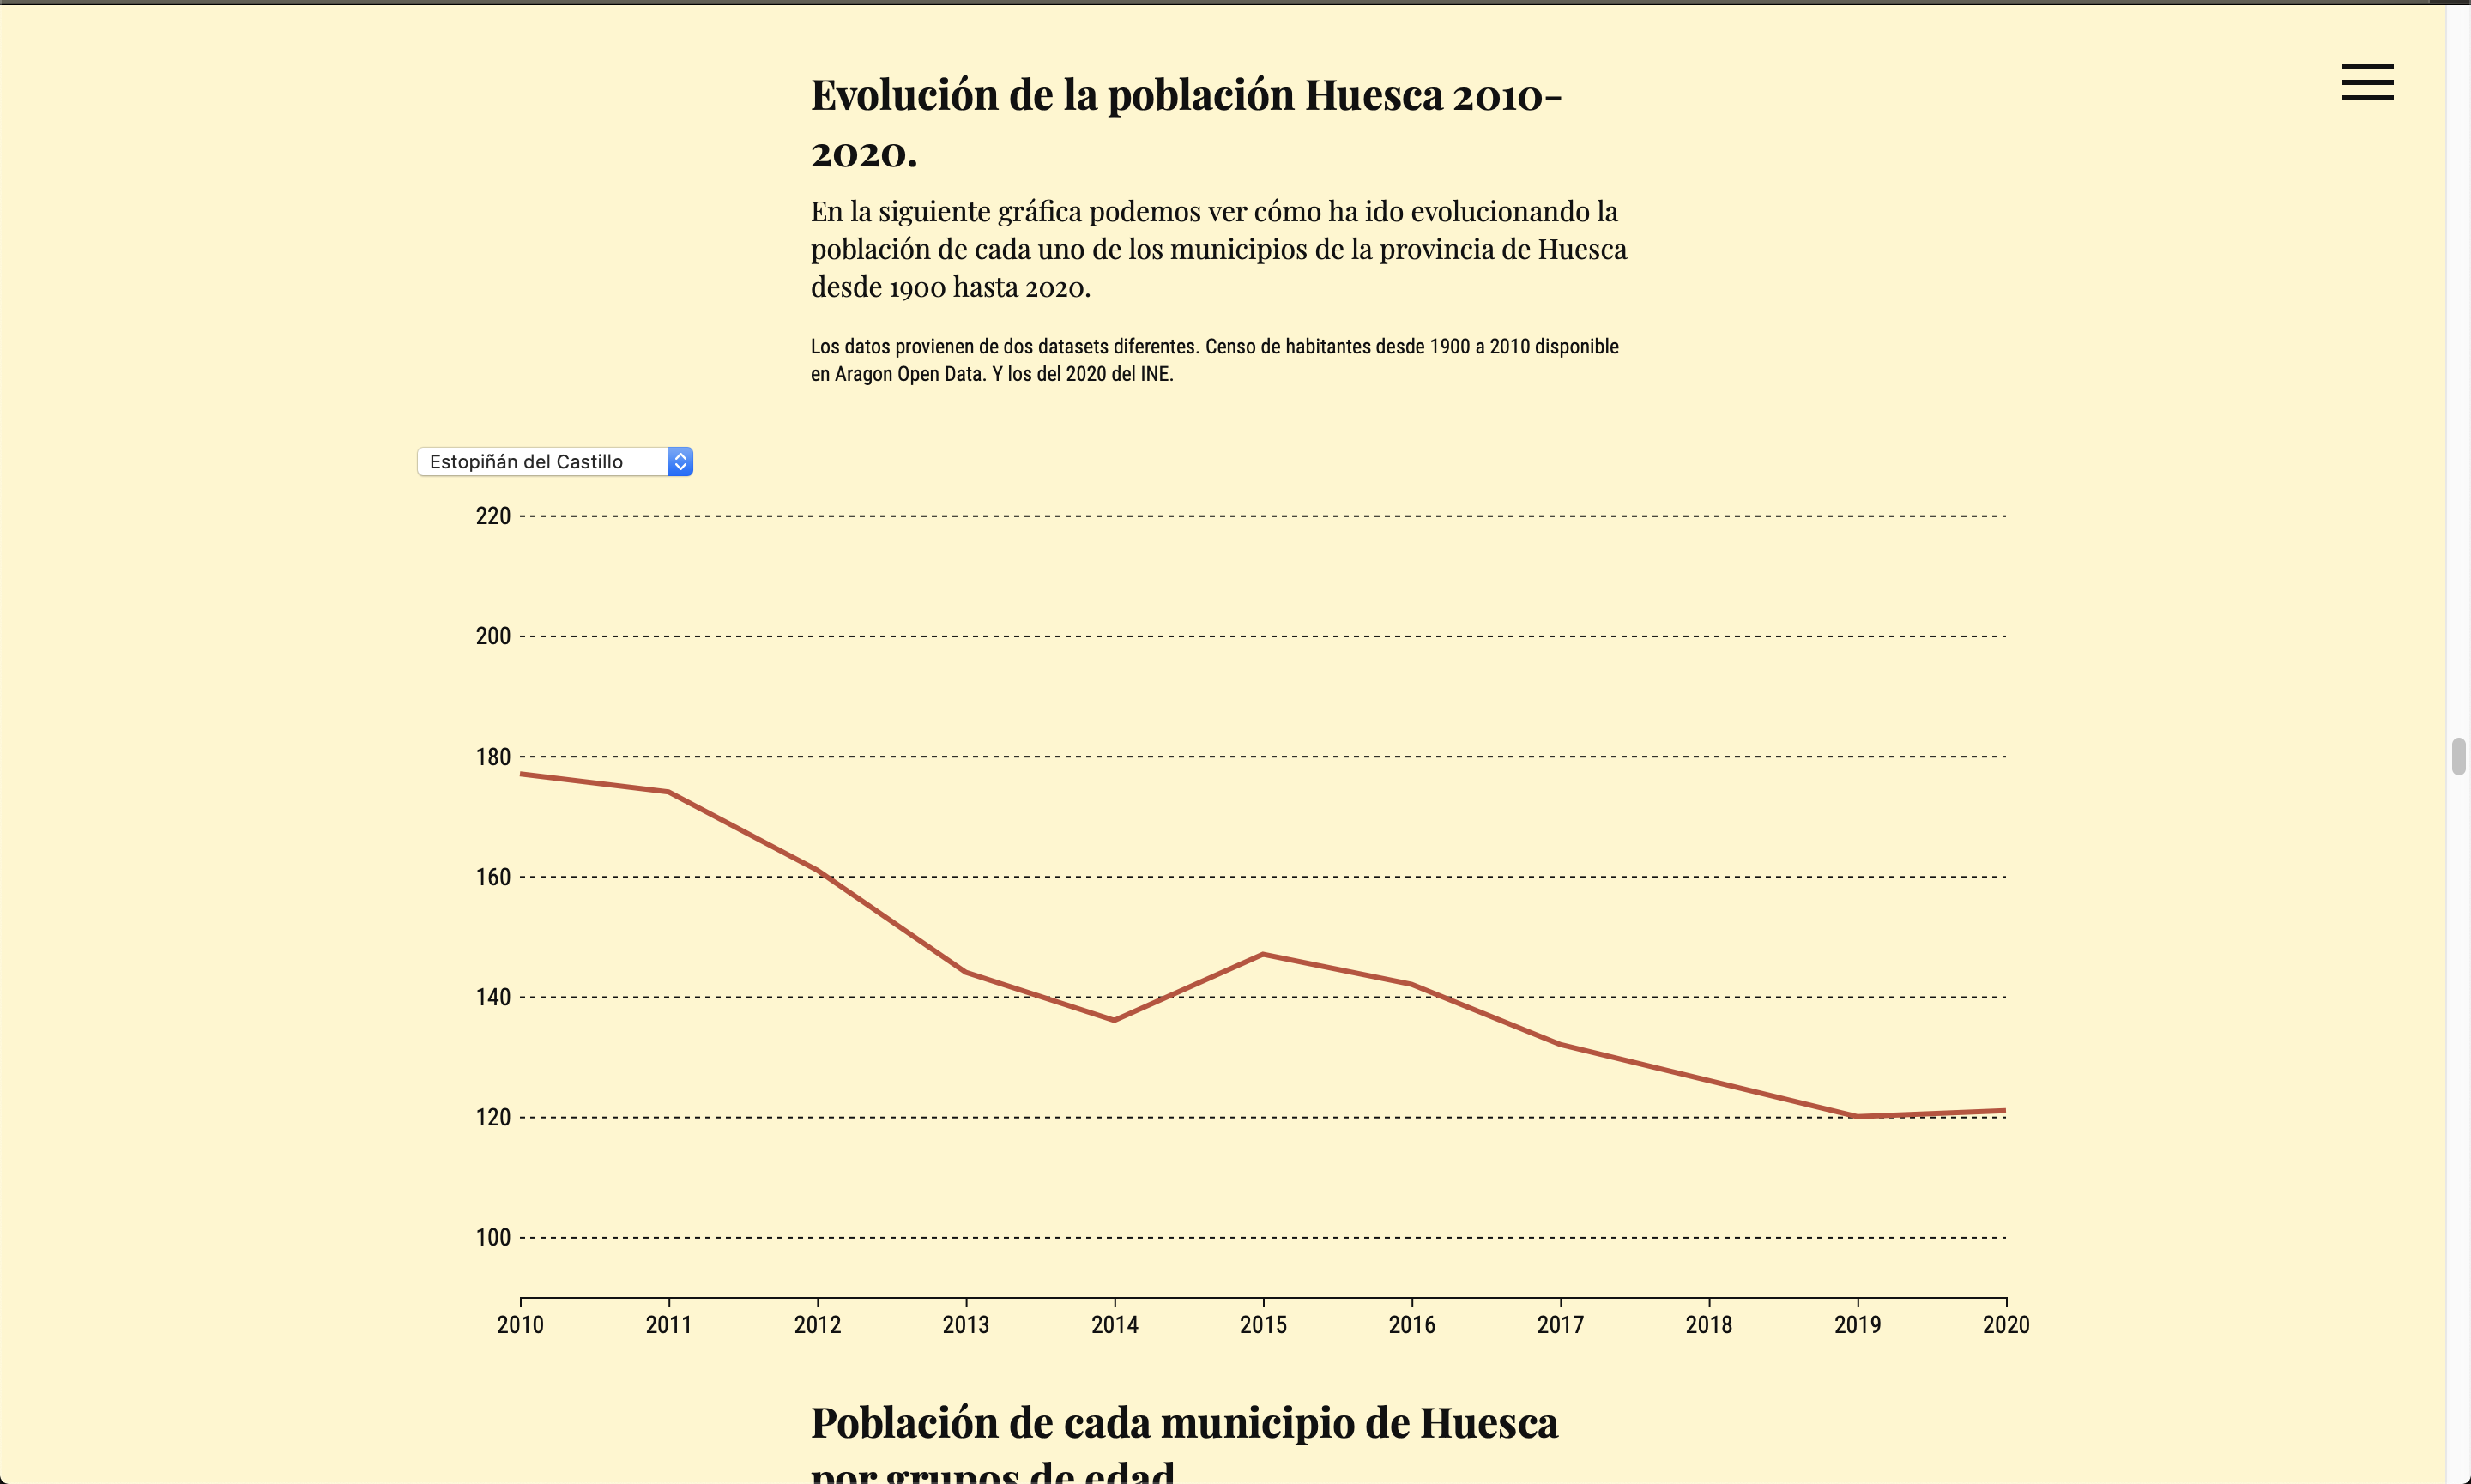 Evolución de la población Huesca 2010-
2020.
En la siguiente gráfica podemos ver cómo ha ido evolucionando la
población de cada uno de los municipios de la provincia de Huesca
desde 1900 hasta 2020.
Los datos provienen de dos datasets diferentes. Censo de habitantes desde 1900 a 2010 disponible
en Aragon Open Data. Y los del 2020 del INE.
Estopiñán del Castillo
220
200
180
160
140
120
100
2010 2011 2012 2013 2014 2015 2016 2017 2018 2019 2020
Población de cada municipio de Huesca
por grupos de edad